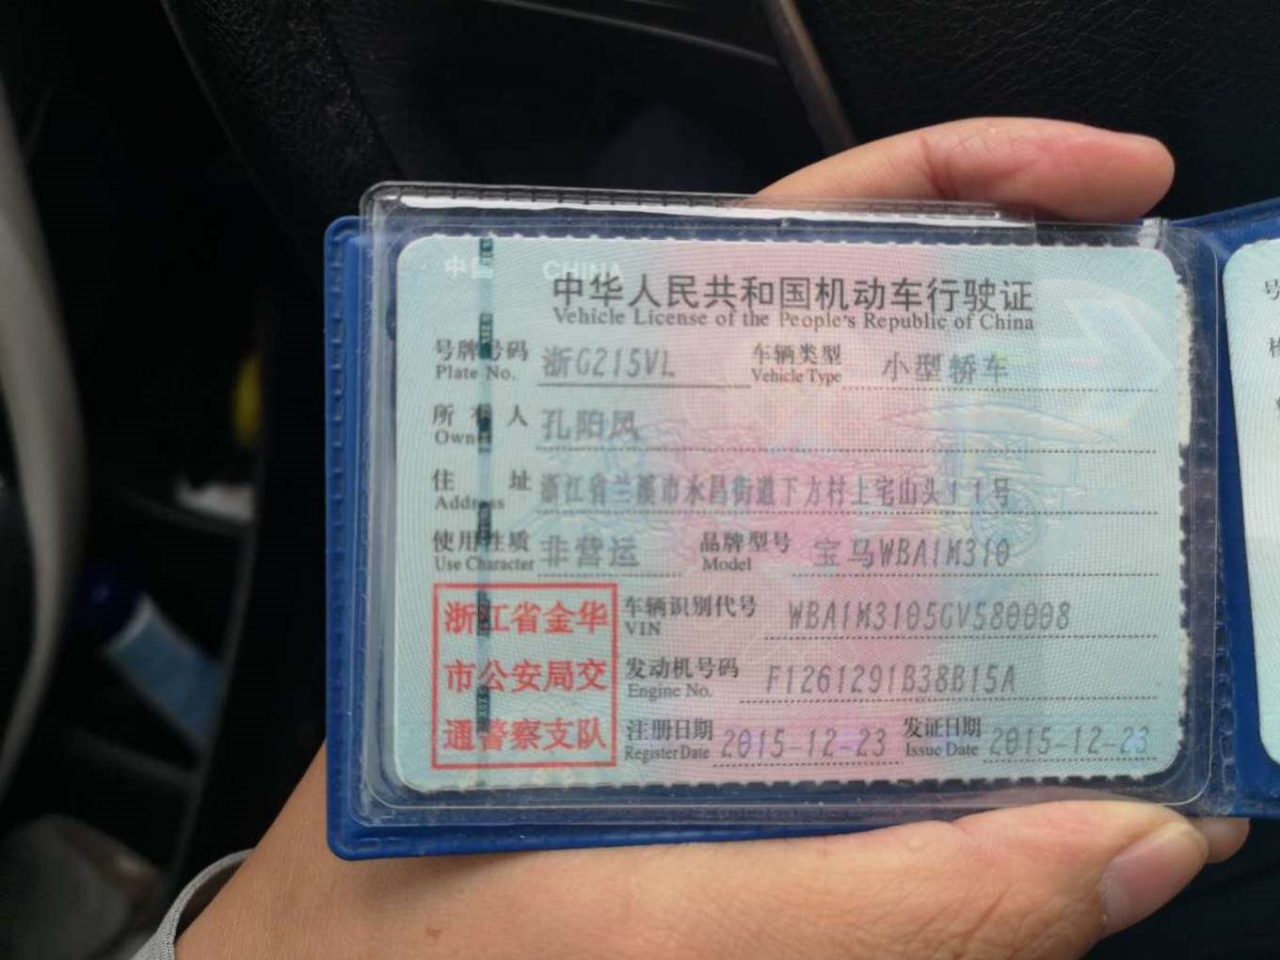 中国 CHINA
中华人民共和国机动车行驶证
Vehicle License of the People's Republic of China
号牌号码 浙G215VL 车辆类型 小型轿车
Plate No. Vehicle Type
所有人 孔阳凤
Owner
住址 浙江省兰溪市永昌街道下方村上宅山头11号
Address
使用性质 非营运 品牌型号 宝马WBA1M310
Use Character Model
浙江省金华
市公安局交
通警察支队
车辆识别代号 WBA1M3105GV580008
VIN
发动机号码 F1261291B38B15A
Engine No.
注册日期 2015-12-23 发证日期 2015-12-23
Register Date Issue Date
号